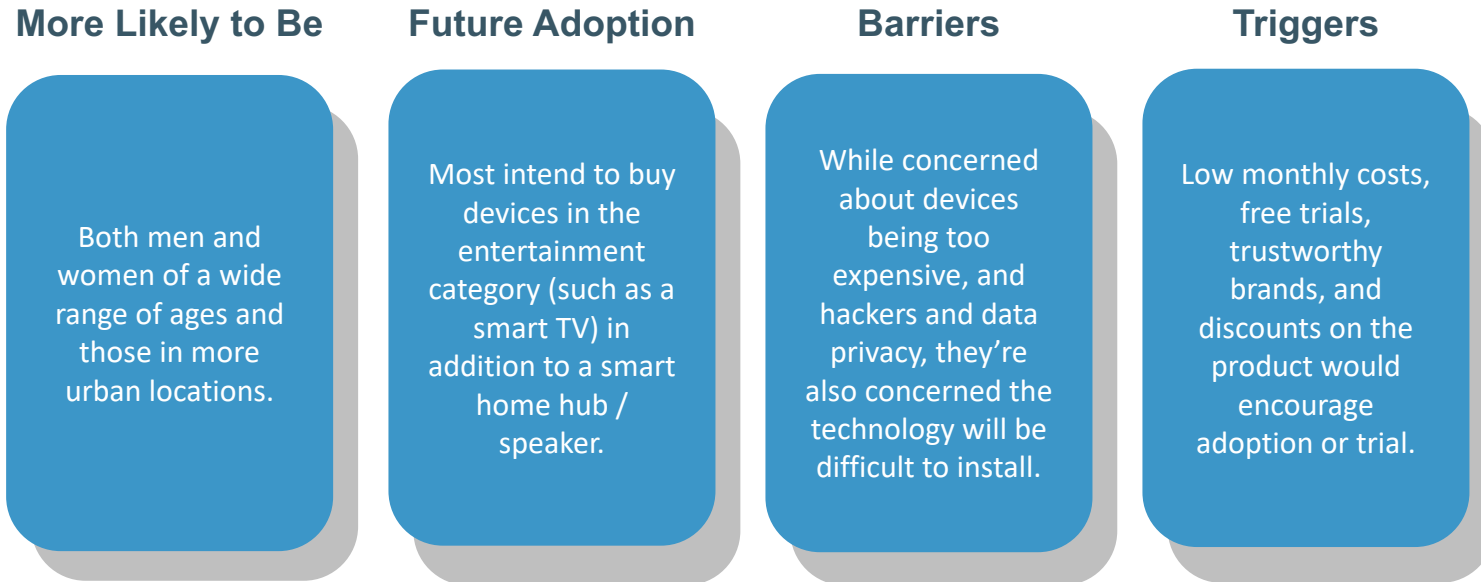 More Likely to Be
Both men and
women of a wide
range of ages and
those in more
urban locations.
Future Adoption
Most intend to buy
devices in the
entertainment
category (such as a
smart TV) in
addition to a smart
home hub /
speaker.
Barriers
While concerned
about devices
being too
expensive, and
hackers and data
privacy, they’re
also concerned the
technology will be
difficult to install.
Triggers
Low monthly costs,
free trials,
trustworthy
brands, and
discounts on the
product would
encourage
adoption or trial.